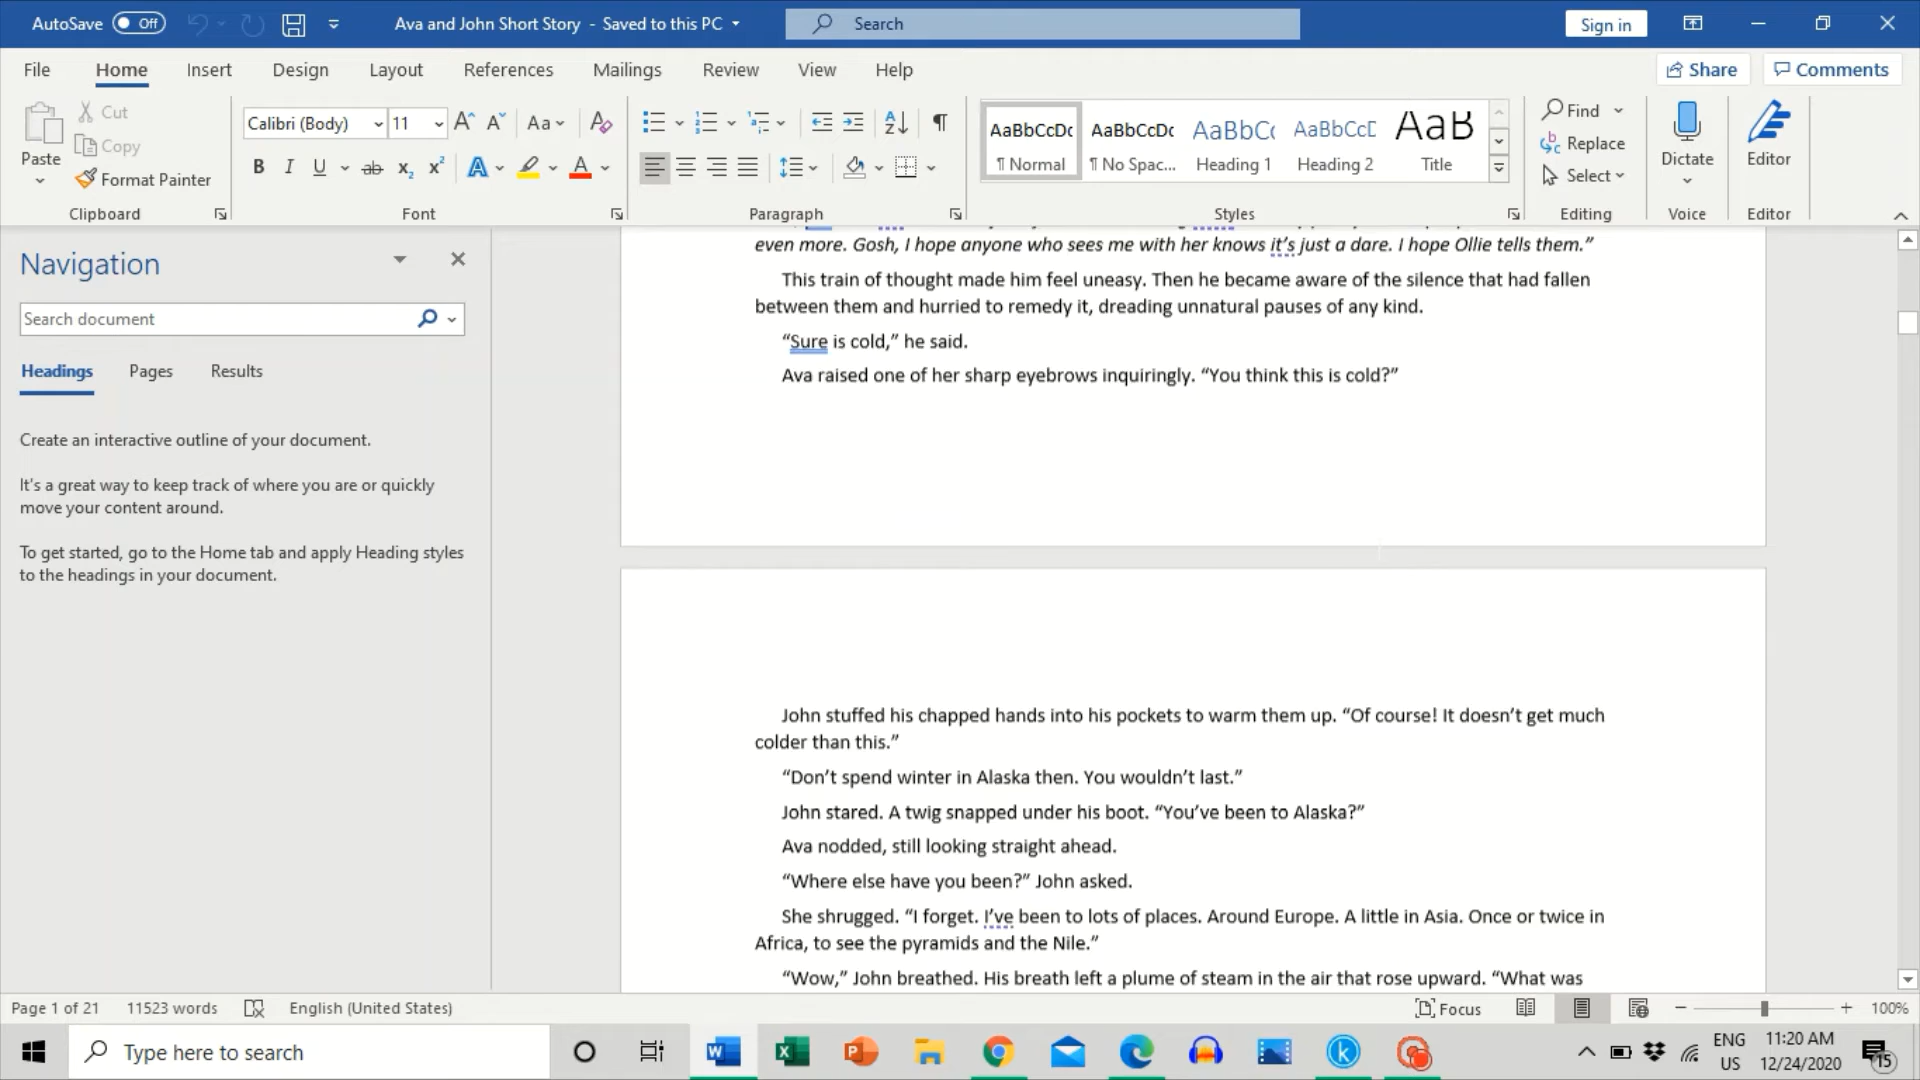 AutoSave Off
Ava and John Short Story - Saved to this PC
Search
Sign in
File Home Insert Design Layout References Mailings Review View Help
Share Comments
Paste
Cut
Copy
Format Painter
Clipboard
Calibri (Body) 11
Aa
B I U ab x₂ x² A A
Font
Paragraph
AaBbCcDc AaBbCcDc AaBbCc AaBbCcD AaB
¶ Normal ¶ No Spac... Heading 1 Heading 2 Title
Styles
Find
Replace
Select
Editing
Dictate
Voice
Editor
Editor
Navigation
Search document
Headings Pages Results
Create an interactive outline of your document.
It's a great way to keep track of where you are or quickly
move your content around.
To get started, go to the Home tab and apply Heading styles
to the headings in your document.
even more. Gosh, I hope anyone who sees me with her knows it’s just a dare. I hope Ollie tells them.”
This train of thought made him feel uneasy. Then he became aware of the silence that had fallen
between them and hurried to remedy it, dreading unnatural pauses of any kind.
“Sure is cold,” he said.
Ava raised one of her sharp eyebrows inquiringly. “You think this is cold?”
John stuffed his chapped hands into his pockets to warm them up. “Of course! It doesn’t get much
colder than this.”
“Don’t spend winter in Alaska then. You wouldn’t last.”
John stared. A twig snapped under his boot. “You’ve been to Alaska?”
Ava nodded, still looking straight ahead.
“Where else have you been?” John asked.
She shrugged. “I forget. I’ve been to lots of places. Around Europe. A little in Asia. Once or twice in
Africa, to see the pyramids and the Nile.”
“Wow,” John breathed. His breath left a plume of steam in the air that rose upward. “What was
Page 1 of 21 11523 words English (United States)
Focus
100%
Type here to search
ENG
US
11:20 AM
12/24/2020
15